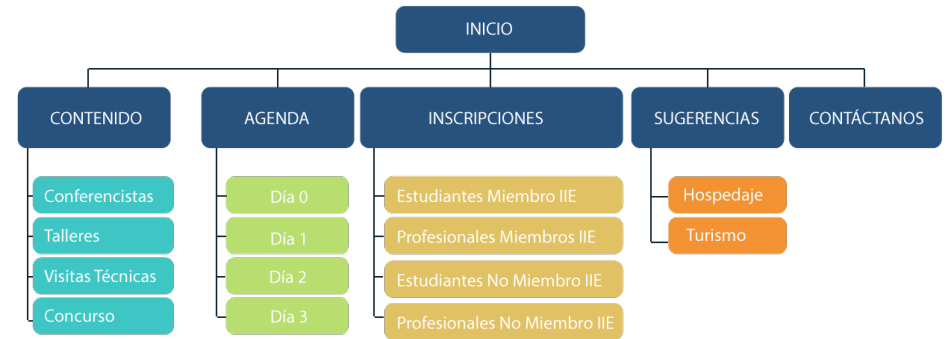 INICIO
CONTENIDO
AGENDA
INSCRIPCIONES
SUGERENCIAS
CONTÁCTANOS
Conferencistas
Talleres
Visitas Técnicas
Concurso
Día 0
Día 1
Día 2
Día 3
Estudiantes Miembro IIE
Profesionales Miembros IIE
Estudiantes No Miembro IIE
Profesionales No Miembro IIE
Hospedaje
Turismo